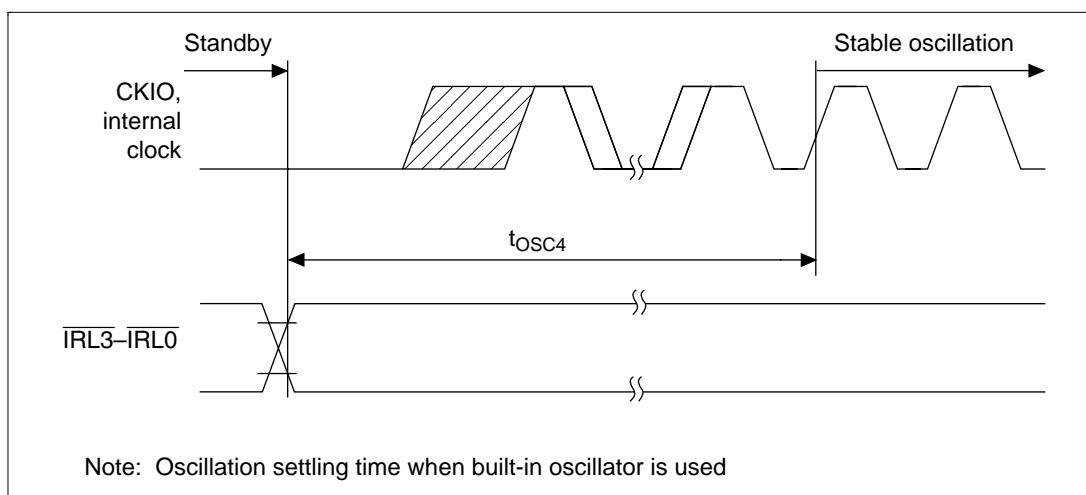 Standby
Stable oscillation
CKIO,
internal
clock
tOSC4
IRL3–IRL0
Note: Oscillation settling time when built-in oscillator is used